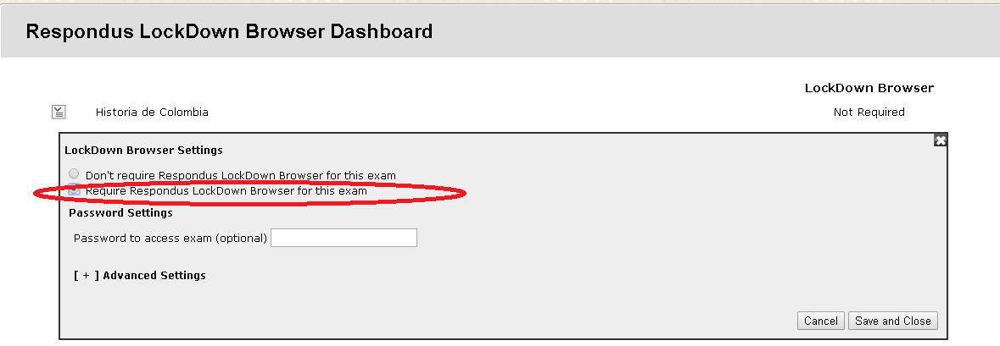 Respondus LockDown Browser Dashboard
LockDown Browser
Historia de Colombia Not Required
LockDown Browser Settings
Don't require Respondus LockDown Browser for this exam
Require Respondus LockDown Browser for this exam
Password Settings
Password to access exam (optional)
[ + ] Advanced Settings
Cancel Save and Close